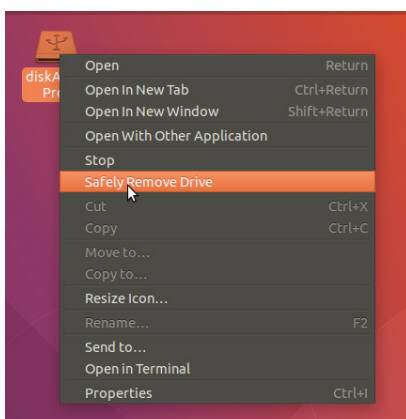 diskA
Pro
Open Return
Open In New Tab Ctrl+Return
Open In New Window Shift+Return
Open With Other Application
Stop
Safely Remove Drive
Cut Ctrl+X
Copy Ctrl+C
Move to...
Copy to...
Resize Icon...
Rename... F2
Send to...
Open in Terminal
Properties Ctrl+I